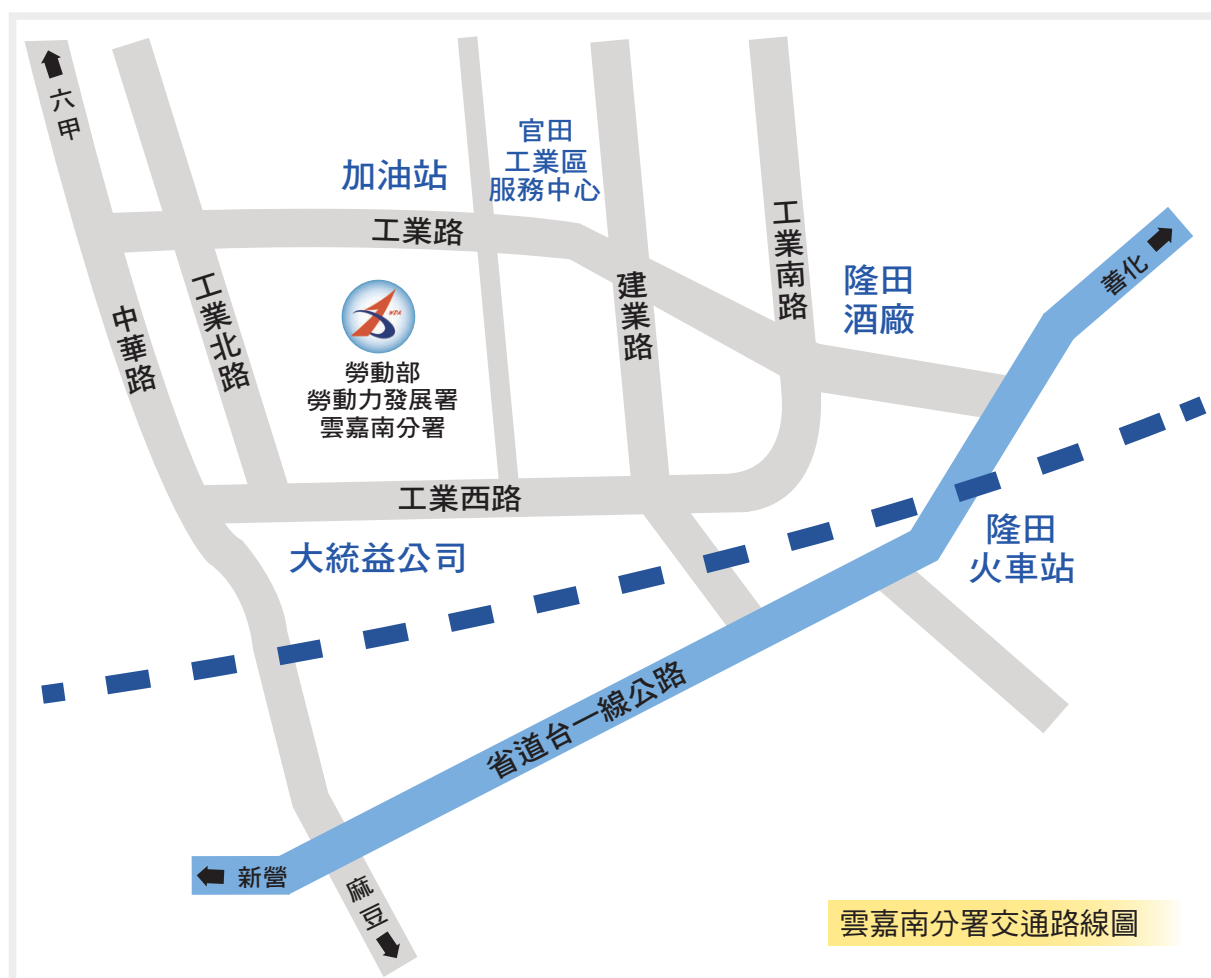 六甲
官田
工業區
服務中心
加油站
工業路
工業南路
工業北路
中華路
建業路
隆田
酒廠
善化
WDA
勞動部
勞動力發展署
雲嘉南分署
工業西路
大統益公司
隆田
火車站
省道台一線公路
新營
麻豆
雲嘉南分署交通路線圖